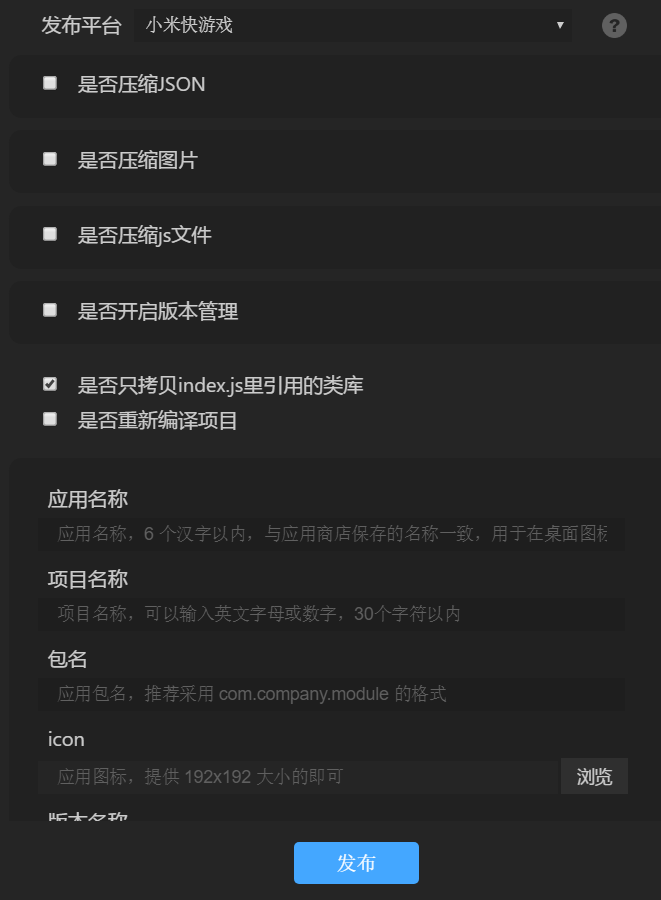 发布平台 小米快游戏 ?
是否压缩JSON
是否压缩图片
是否压缩js文件
是否开启版本管理
是否只拷贝index.js里引用的类库
是否重新编译项目
应用名称
应用名称，6 个汉字以内，与应用商店保存的名称一致，用于在桌面图标
项目名称
项目名称，可以输入英文字母或数字，30个字符以内
包名
应用包名，推荐采用 com.company.module 的格式
icon
应用图标，提供 192x192 大小的即可 浏览
版本名称
发布